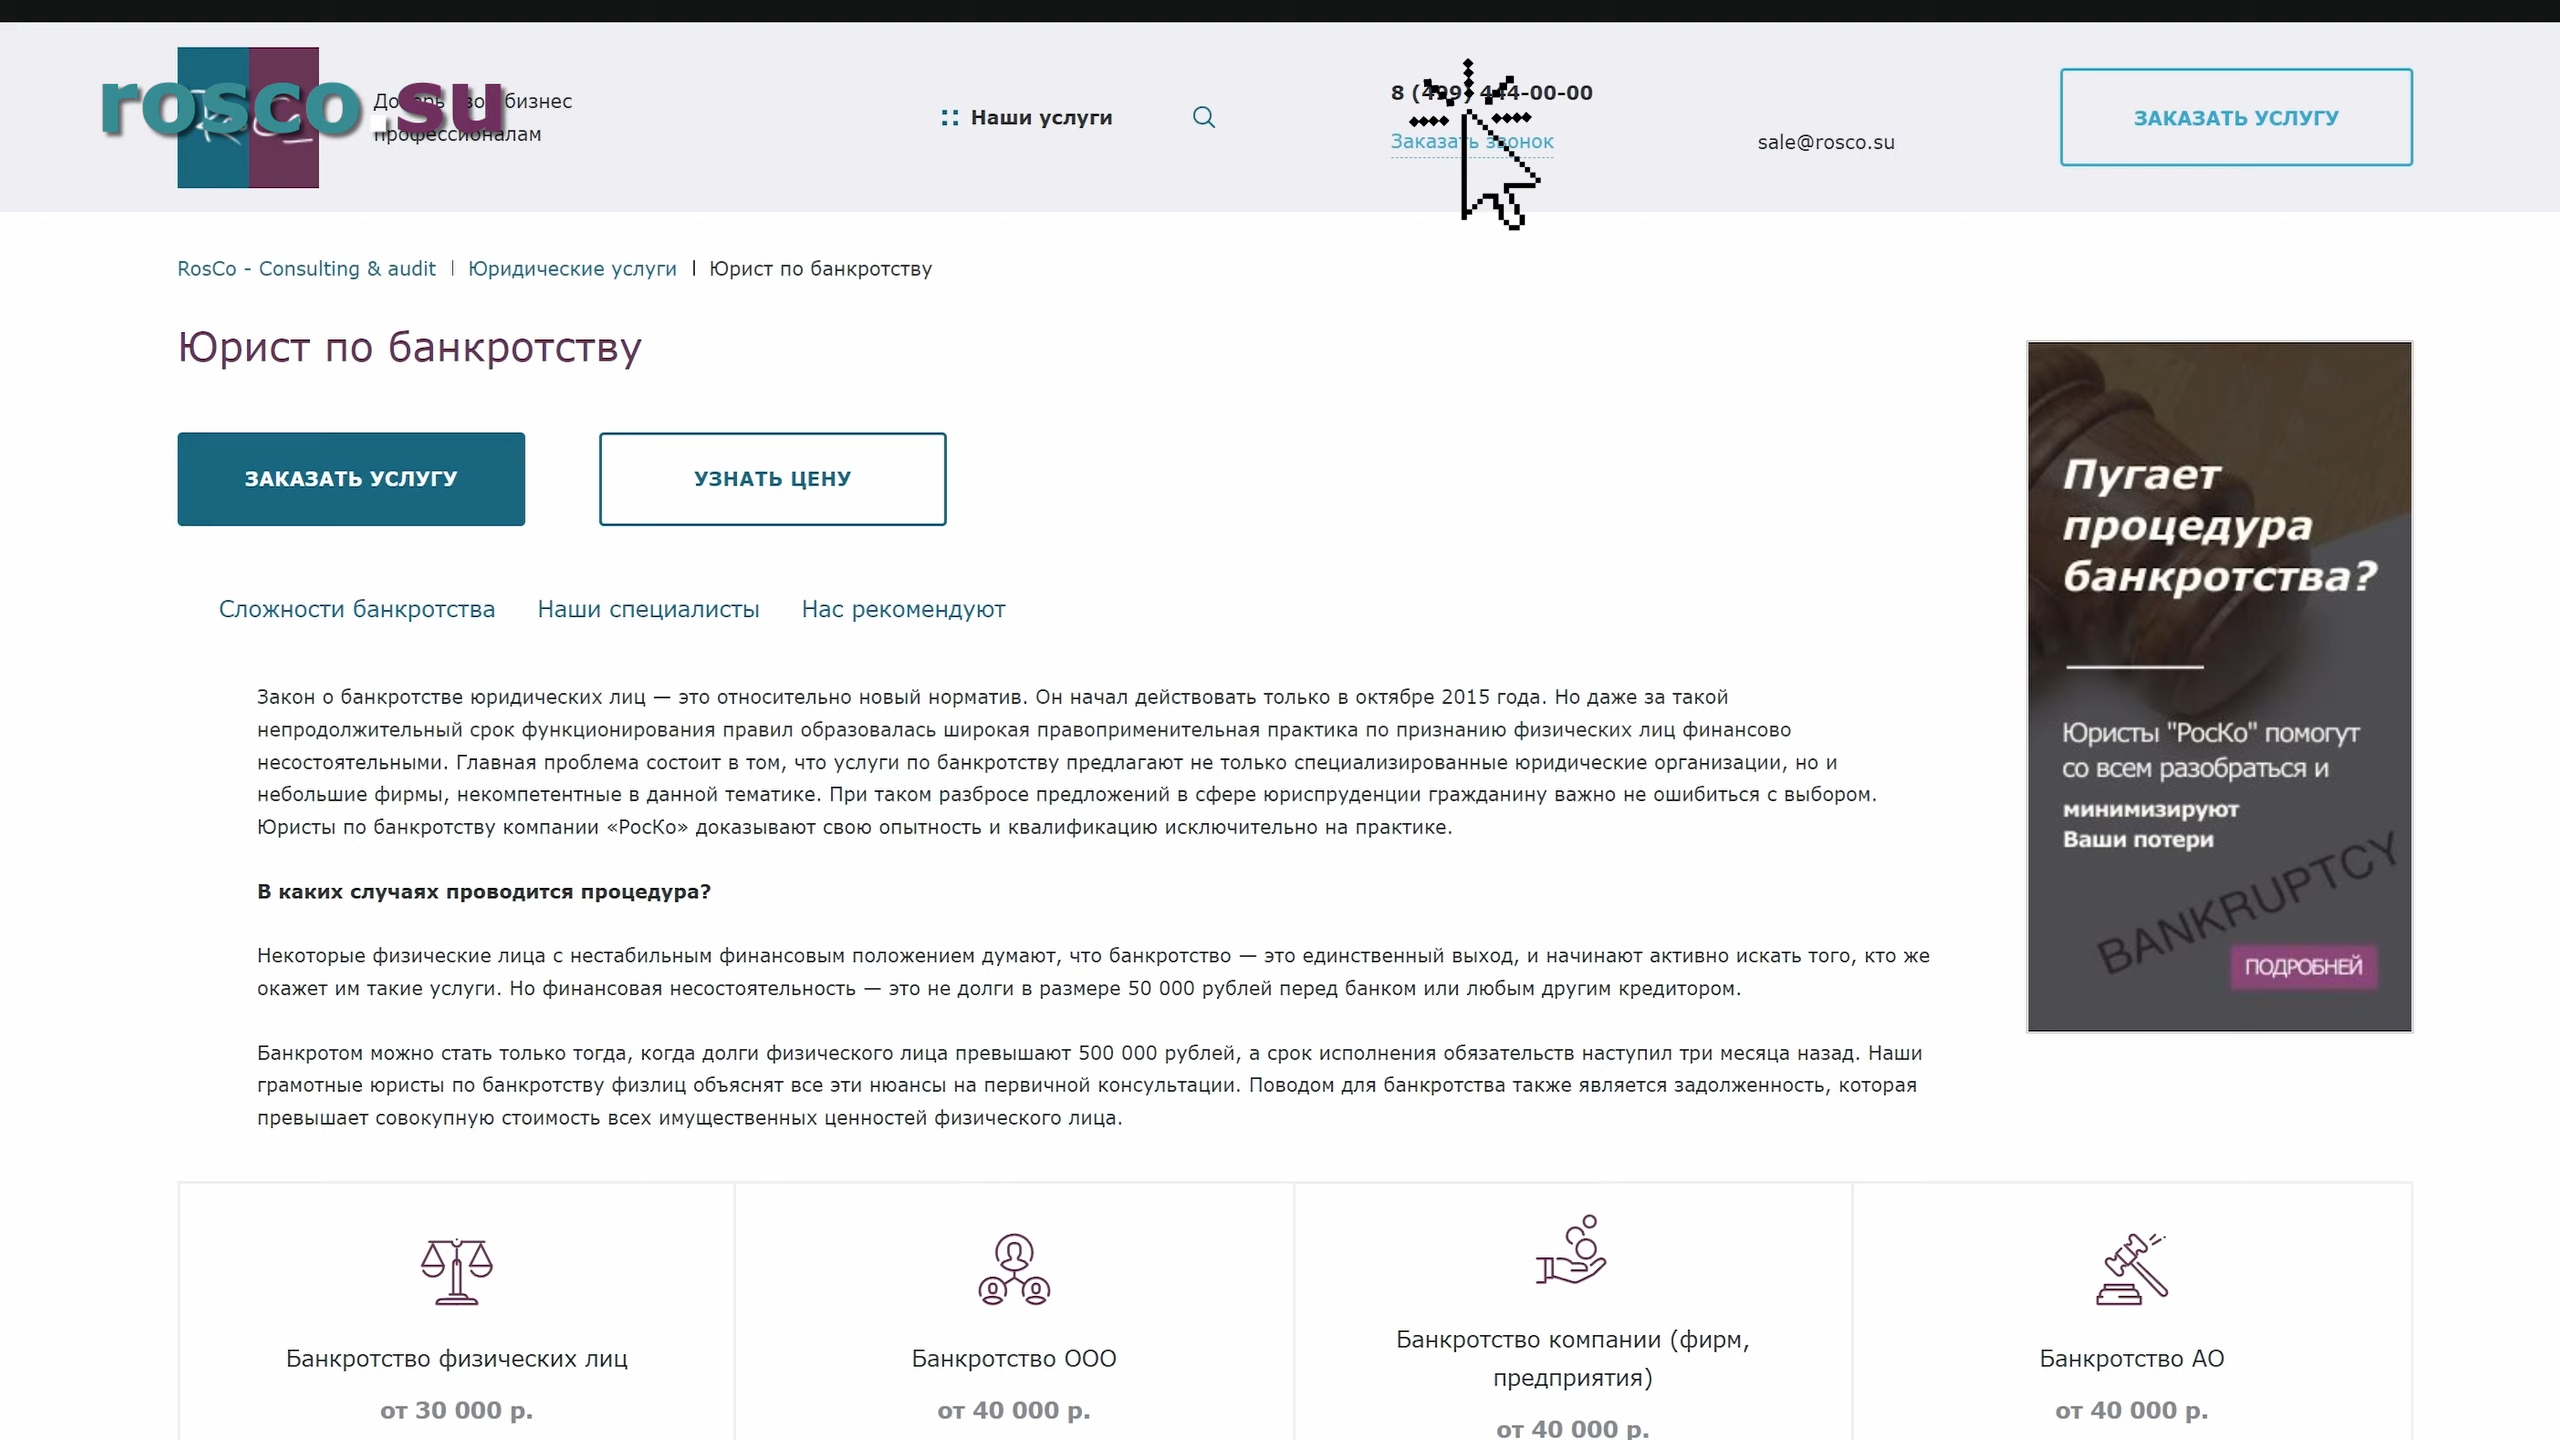 rosco.su
бизнес
профессионалам
Наши услуги
8 (499) 444-00-00
Заказать звонок
sale@rosco.su
ЗАКАЗАТЬ УСЛУГУ
RosCo - Consulting & audit | Юридические услуги | Юрист по банкротству
Юрист по банкротству
ЗАКАЗАТЬ УСЛУГУ
УЗНАТЬ ЦЕНУ
Сложности банкротства
Наши специалисты
Нас рекомендуют
Закон о банкротстве юридических лиц — это относительно новый норматив. Он начал действовать только в октябре 2015 года. Но даже за такой
непродолжительный срок функционирования правил образовалась широкая правоприменительная практика по признанию физических лиц финансово
несостоятельными. Главная проблема состоит в том, что услуги по банкротству предлагают не только специализированные юридические организации, но и
небольшие фирмы, некомпетентные в данной тематике. При таком разбросе предложений в сфере юриспруденции гражданину важно не ошибиться с выбором.
Юристы по банкротству компании «РосКо» доказывают свою опытность и квалификацию исключительно на практике.
В каких случаях проводится процедура?
Некоторые физические лица с нестабильным финансовым положением думают, что банкротство — это единственный выход, и начинают активно искать того, кто же
окажет им такие услуги. Но финансовая несостоятельность — это не долги в размере 50 000 рублей перед банком или любым другим кредитором.
Банкротом можно стать только тогда, когда долги физического лица превышают 500 000 рублей, а срок исполнения обязательств наступил три месяца назад. Наши
грамотные юристы по банкротству физлиц объяснят все эти нюансы на первичной консультации. Поводом для банкротства также является задолженность, которая
превышает совокупную стоимость всех имущественных ценностей физического лица.
Пугает
процедура
банкротства?
Юристы "РосКо" помогут
со всем разобраться и
минимизируют
Ваши потери
BANKRUPTCY
ПОДРОБНЕЙ
Банкротство физических лиц
от 30 000 р.
Банкротство ООО
от 40 000 р.
Банкротство компании (фирм,
предприятия)
от 40 000 р.
Банкротство АО
от 40 000 р.